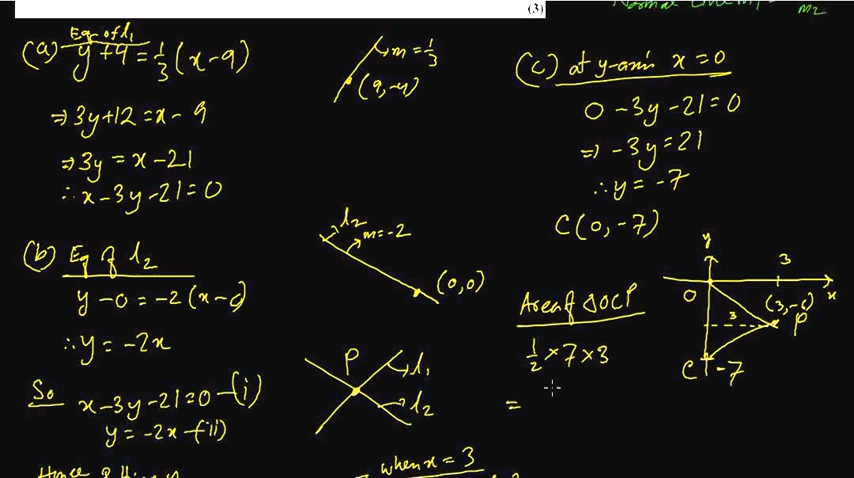 (3)
(a) Eqn of l₁
y+4 = 1/3 (x-9)
⇒ 3y+12 = x-9
⇒ 3y = x-21
∴ x-3y-21=0
m = 1/3
(9,-4)
(b) Eq of l₂
y-0 = -2(x-0)
∴ y = -2x
l₂
m=-2
(0,0)
So x-3y-21=0 -(i)
y=-2x -(ii)
P
l₁
l₂
when x = 3
(c) at y-axis x=0
0-3y-21=0
⇒ -3y=21
∴ y = -7
C(0,-7)
Area of ΔOCP
1/2 × 7 × 3
=
y
3
O
x
(3,-6)
3
P
C
-7